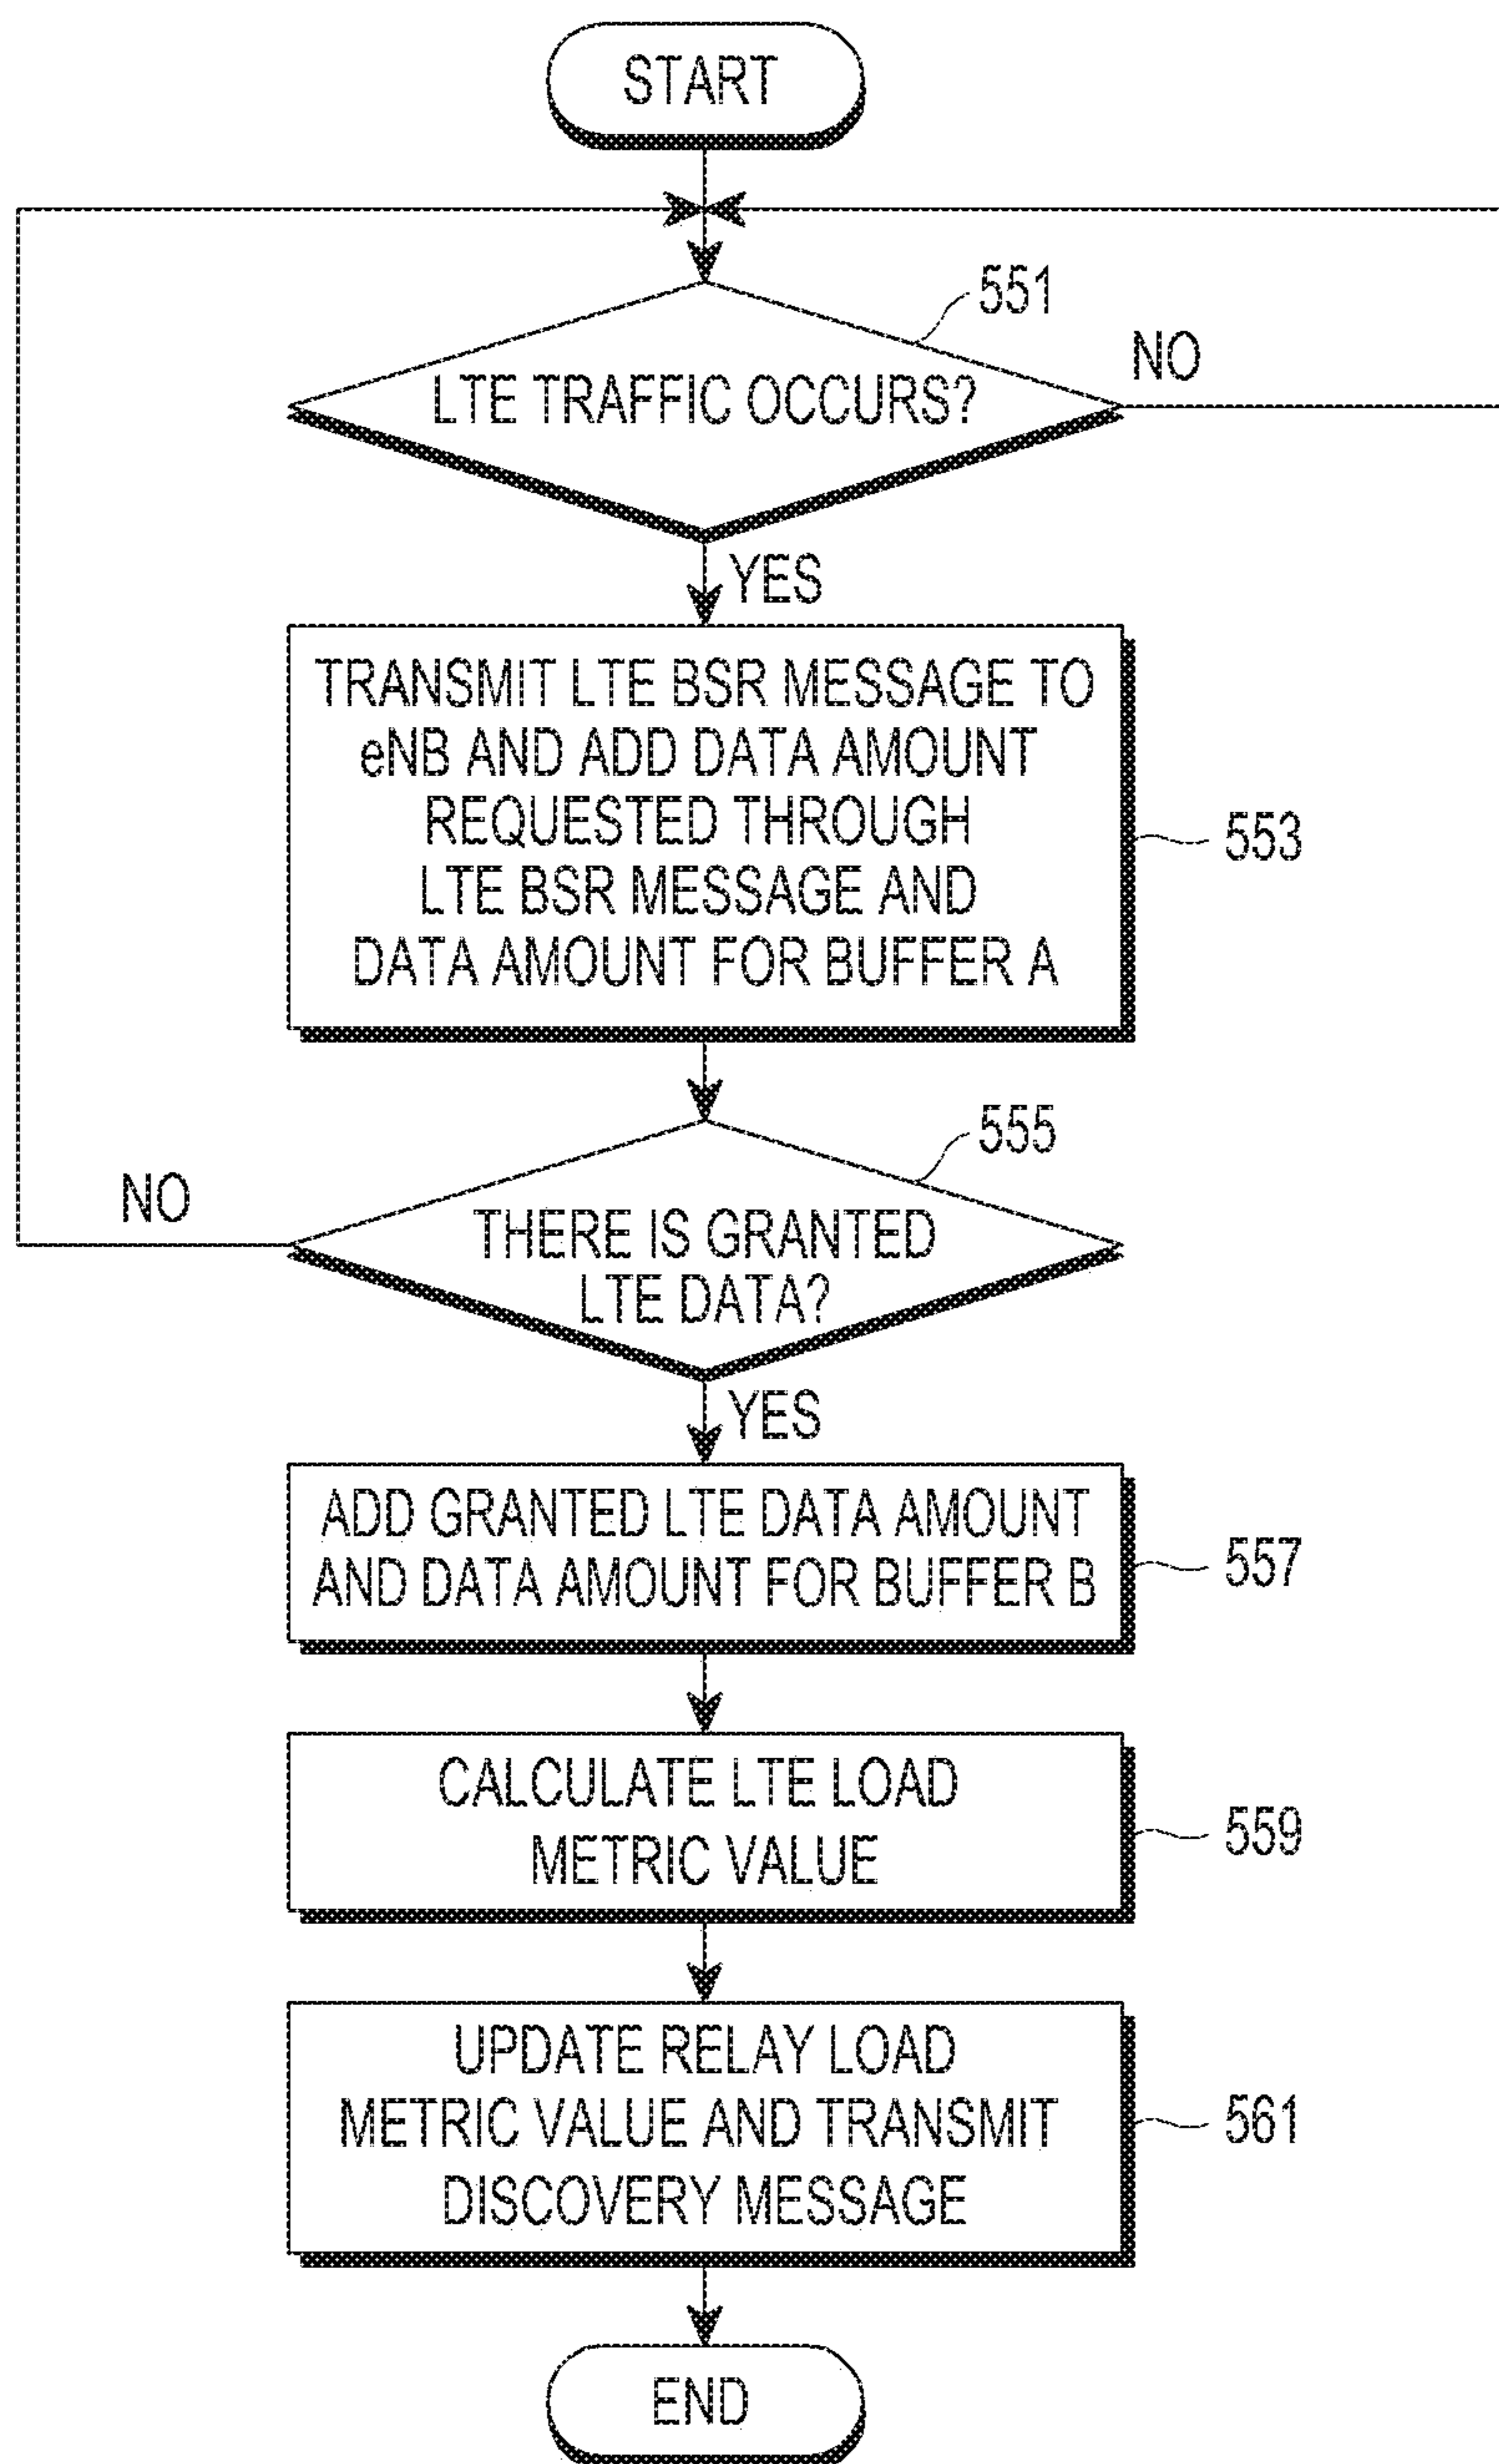 START
551
LTE TRAFFIC OCCURS?
NO
YES
TRANSMIT LTE BSR MESSAGE TO
eNB AND ADD DATA AMOUNT
REQUESTED THROUGH
LTE BSR MESSAGE AND
DATA AMOUNT FOR BUFFER A
553
555
NO
THERE IS GRANTED
LTE DATA?
YES
ADD GRANTED LTE DATA AMOUNT
AND DATA AMOUNT FOR BUFFER B
557
CALCULATE LTE LOAD
METRIC VALUE
559
UPDATE RELAY LOAD
METRIC VALUE AND TRANSMIT
DISCOVERY MESSAGE
561
END